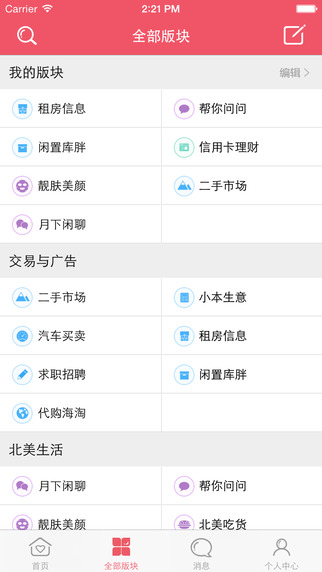 Carrier 2:21 PM
全部版块
我的版块 编辑
租房信息 帮你问问
闲置库胖 信用卡理财
靓肤美颜 二手市场
月下闲聊
交易与广告
二手市场 小本生意
汽车买卖 租房信息
求职招聘 闲置库胖
代购海淘
北美生活
月下闲聊 帮你问问
靓肤美颜 北美吃货
首页 全部版块 消息 个人中心